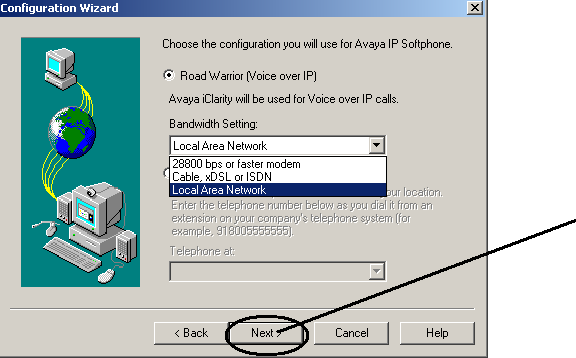 Configuration Wizard
Choose the configuration you will use for Avaya IP Softphone.
Road Warrior (Voice over IP)
Avaya iClarity will be used for Voice over IP calls.
Bandwidth Setting:
Local Area Network
28800 bps or faster modem
Cable, xDSL or ISDN
Local Area Network
our location.
Enter the telephone number below as you dial it from an
extension on your company's telephone system (for
example, 918005555555).
Telephone at:
< Back
Next >
Cancel
Help